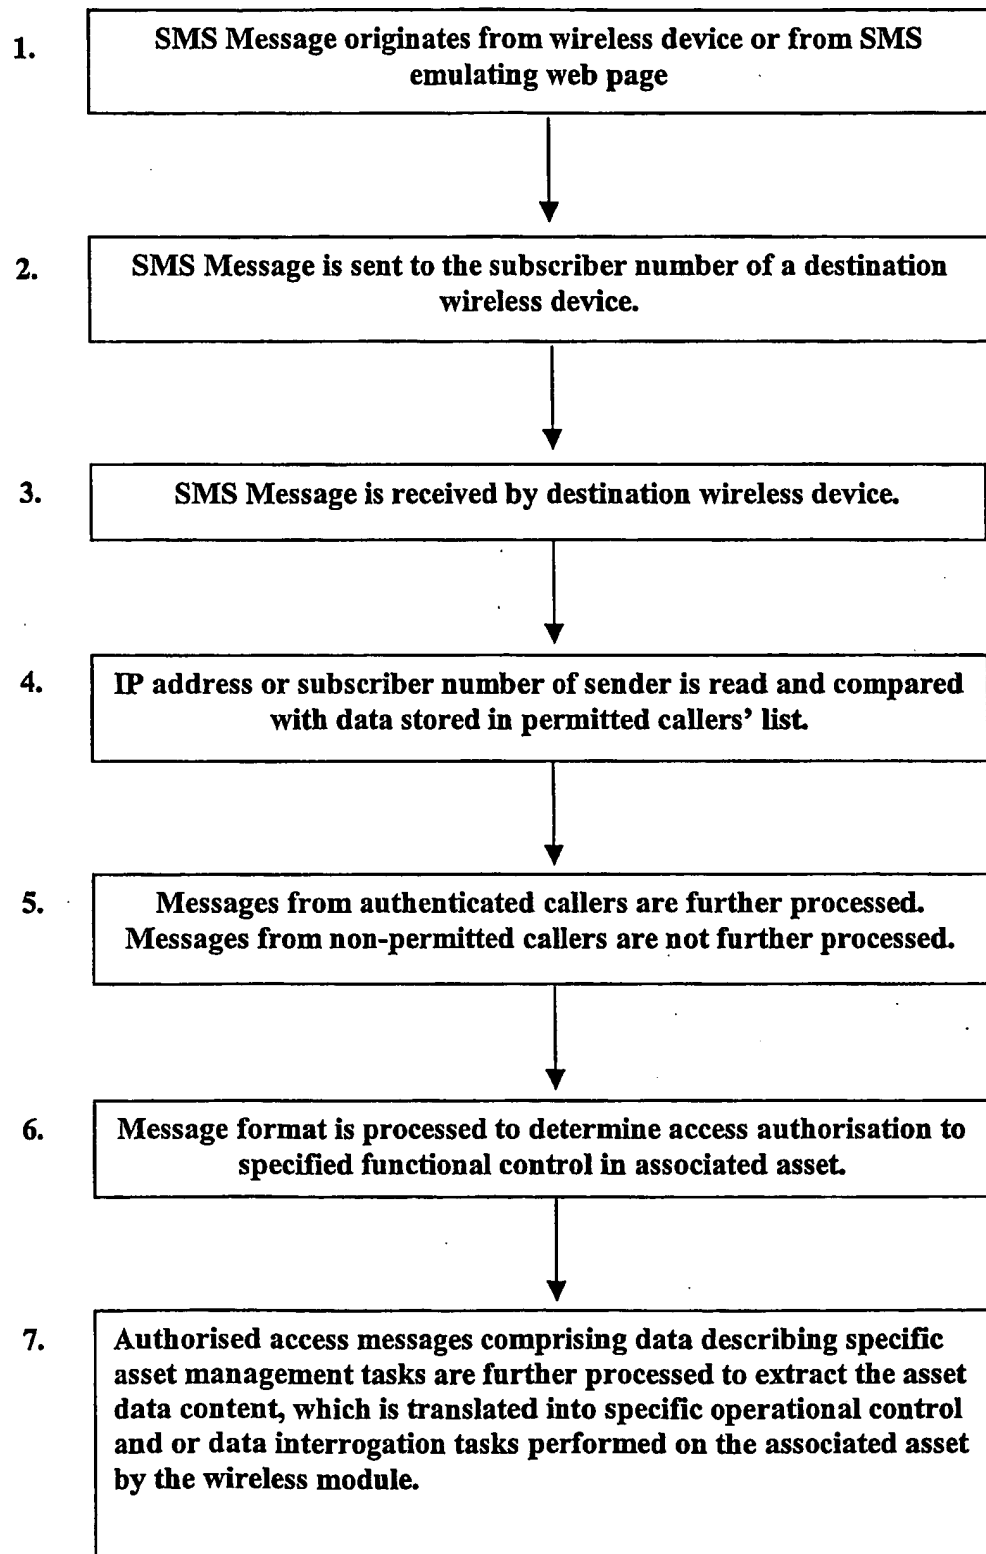 1. SMS Message originates from wireless device or from SMS
emulating web page
2. SMS Message is sent to the subscriber number of a destination
wireless device.
3. SMS Message is received by destination wireless device.
4. IP address or subscriber number of sender is read and compared
with data stored in permitted callers’ list.
5. Messages from authenticated callers are further processed.
Messages from non-permitted callers are not further processed.
6. Message format is processed to determine access authorisation to
specified functional control in associated asset.
7. Authorised access messages comprising data describing specific
asset management tasks are further processed to extract the asset
data content, which is translated into specific operational control
and or data interrogation tasks performed on the associated asset
by the wireless module.